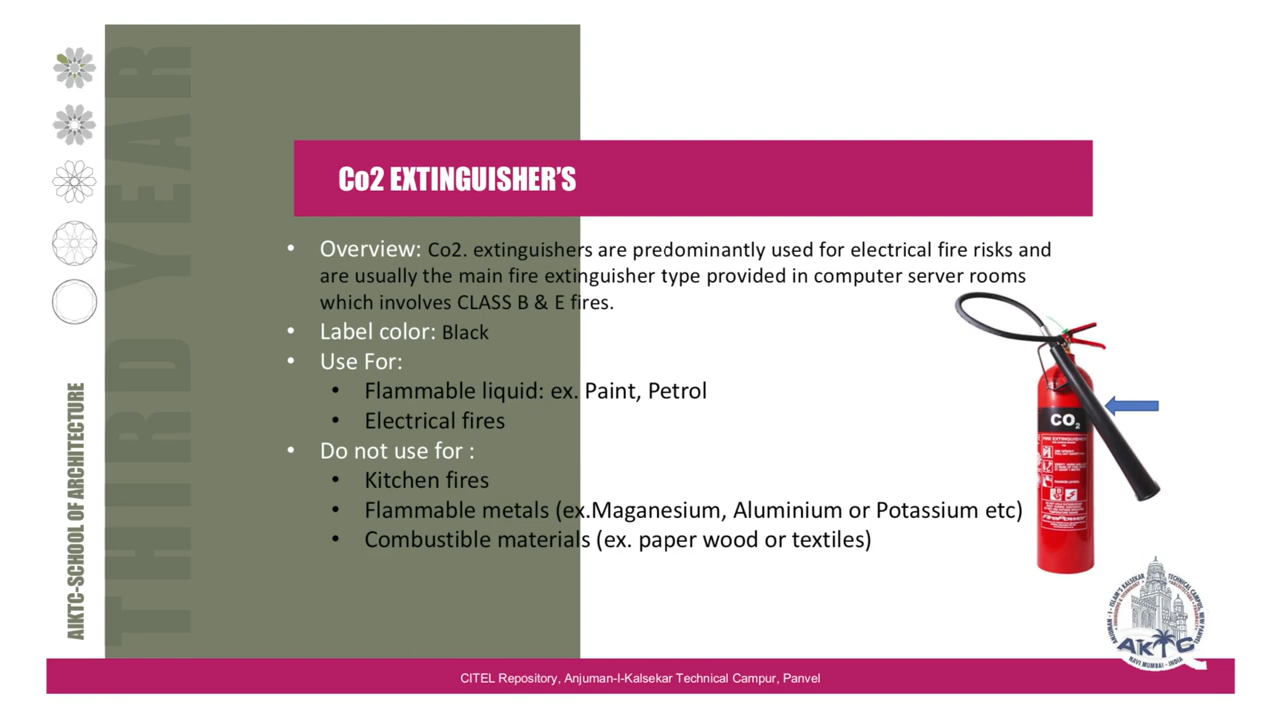 THIRD YEAR
AIKTC-SCHOOL OF ARCHITECTURE
Co2 EXTINGUISHER'S
• Overview: Co2. extinguishers are predominantly used for electrical fire risks and
are usually the main fire extinguisher type provided in computer server rooms
which involves CLASS B & E fires.
• Label color: Black
• Use For:
• Flammable liquid: ex. Paint, Petrol
• Electrical fires
• Do not use for :
• Kitchen fires
• Flammable metals (ex.Maganesium, Aluminium or Potassium etc)
• Combustible materials (ex. paper wood or textiles)
CO2
FIRE EXTINGUISHER
AKTC
NAVI MUMBAI - INDIA
CITEL Repository, Anjuman-I-Kalsekar Technical Campur, Panvel